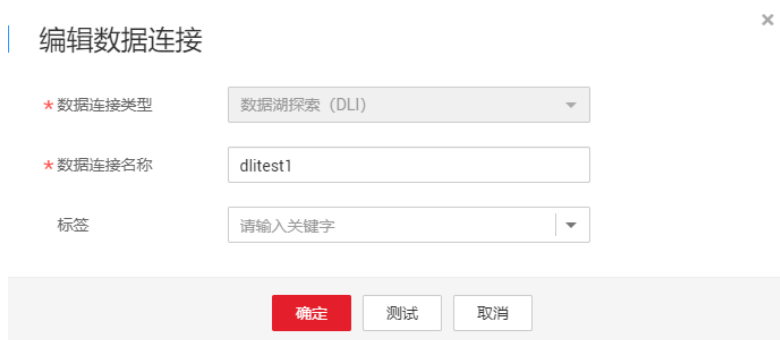 编辑数据连接
×
* 数据连接类型
数据湖探索（DLI）
* 数据连接名称
dlitest1
标签
请输入关键字
确定
测试
取消